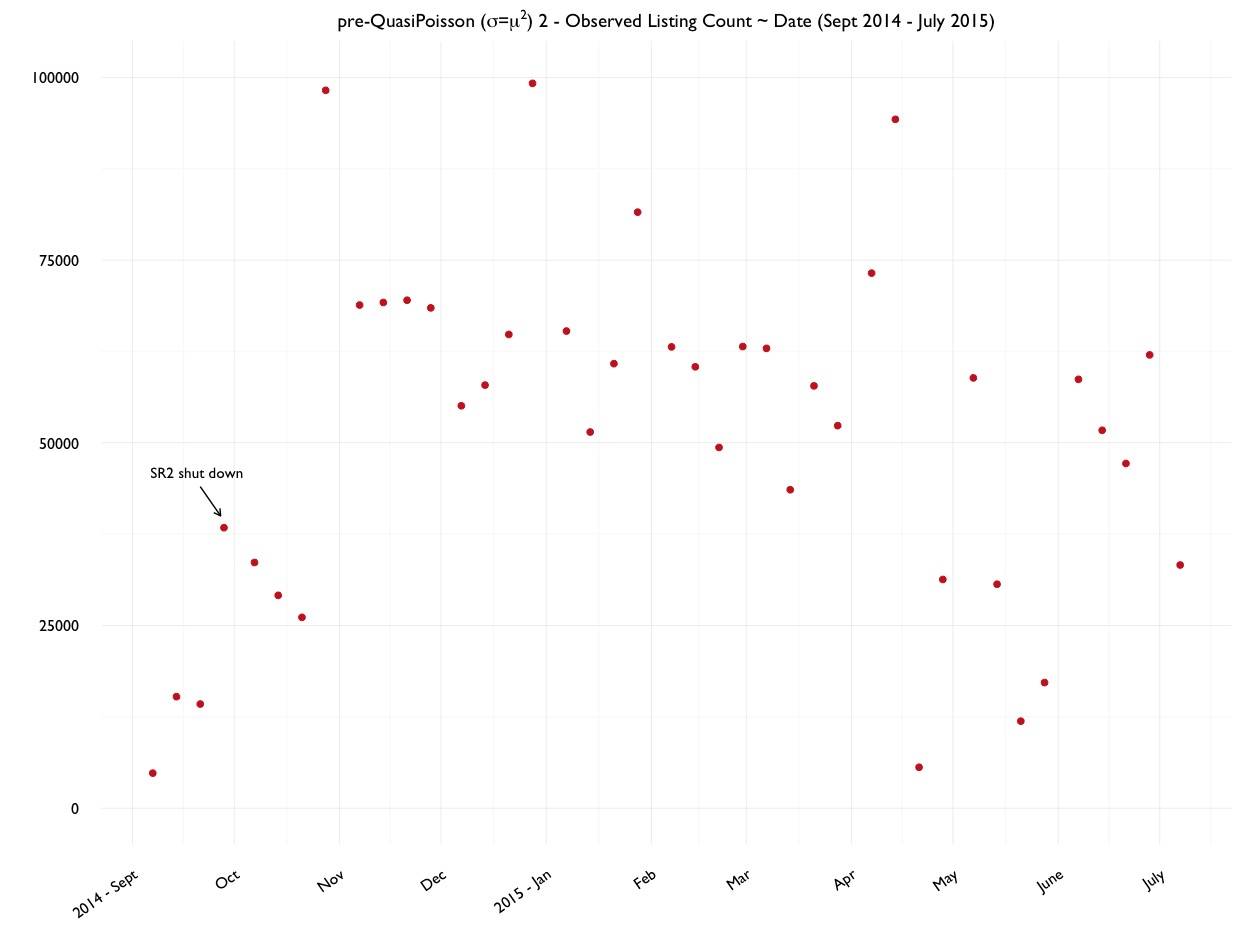 pre-QuasiPoisson (σ=μ²) 2 - Observed Listing Count ~ Date (Sept 2014 - July 2015)
100000
75000
50000
SR2 shut down
25000
0
2014 - Sept
Oct
Nov
Dec
2015 - Jan
Feb
Mar
Apr
May
June
July